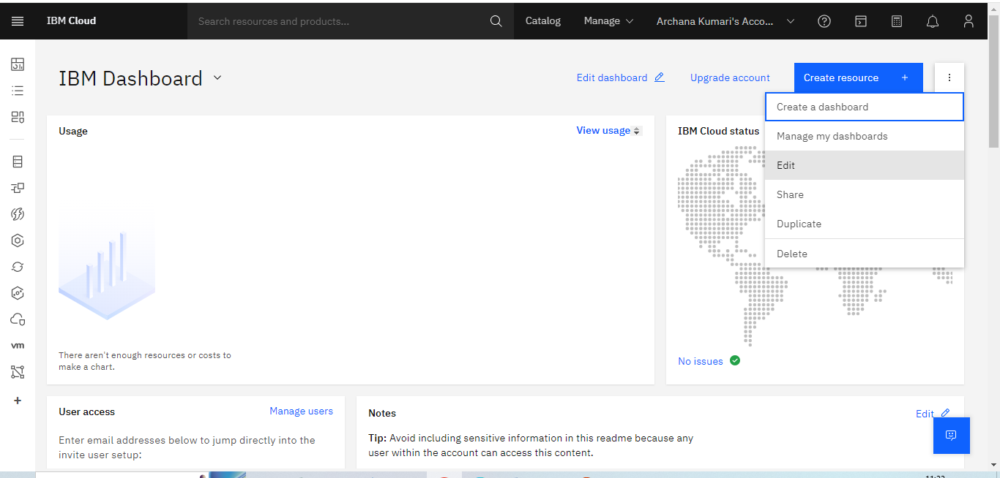 IBM Cloud
Search resources and products...
Catalog
Manage
Archana Kumari's Acco...
IBM Dashboard
Edit dashboard
Upgrade account
Create resource +
Create a dashboard
Manage my dashboards
Edit
Share
Duplicate
Delete
Usage
View usage
There aren't enough resources or costs to
make a chart.
IBM Cloud status
No issues
vm
User access
Manage users
Enter email addresses below to jump directly into the
invite user setup:
Notes
Edit
Tip: Avoid including sensitive information in this readme because any
user within the account can access this content.